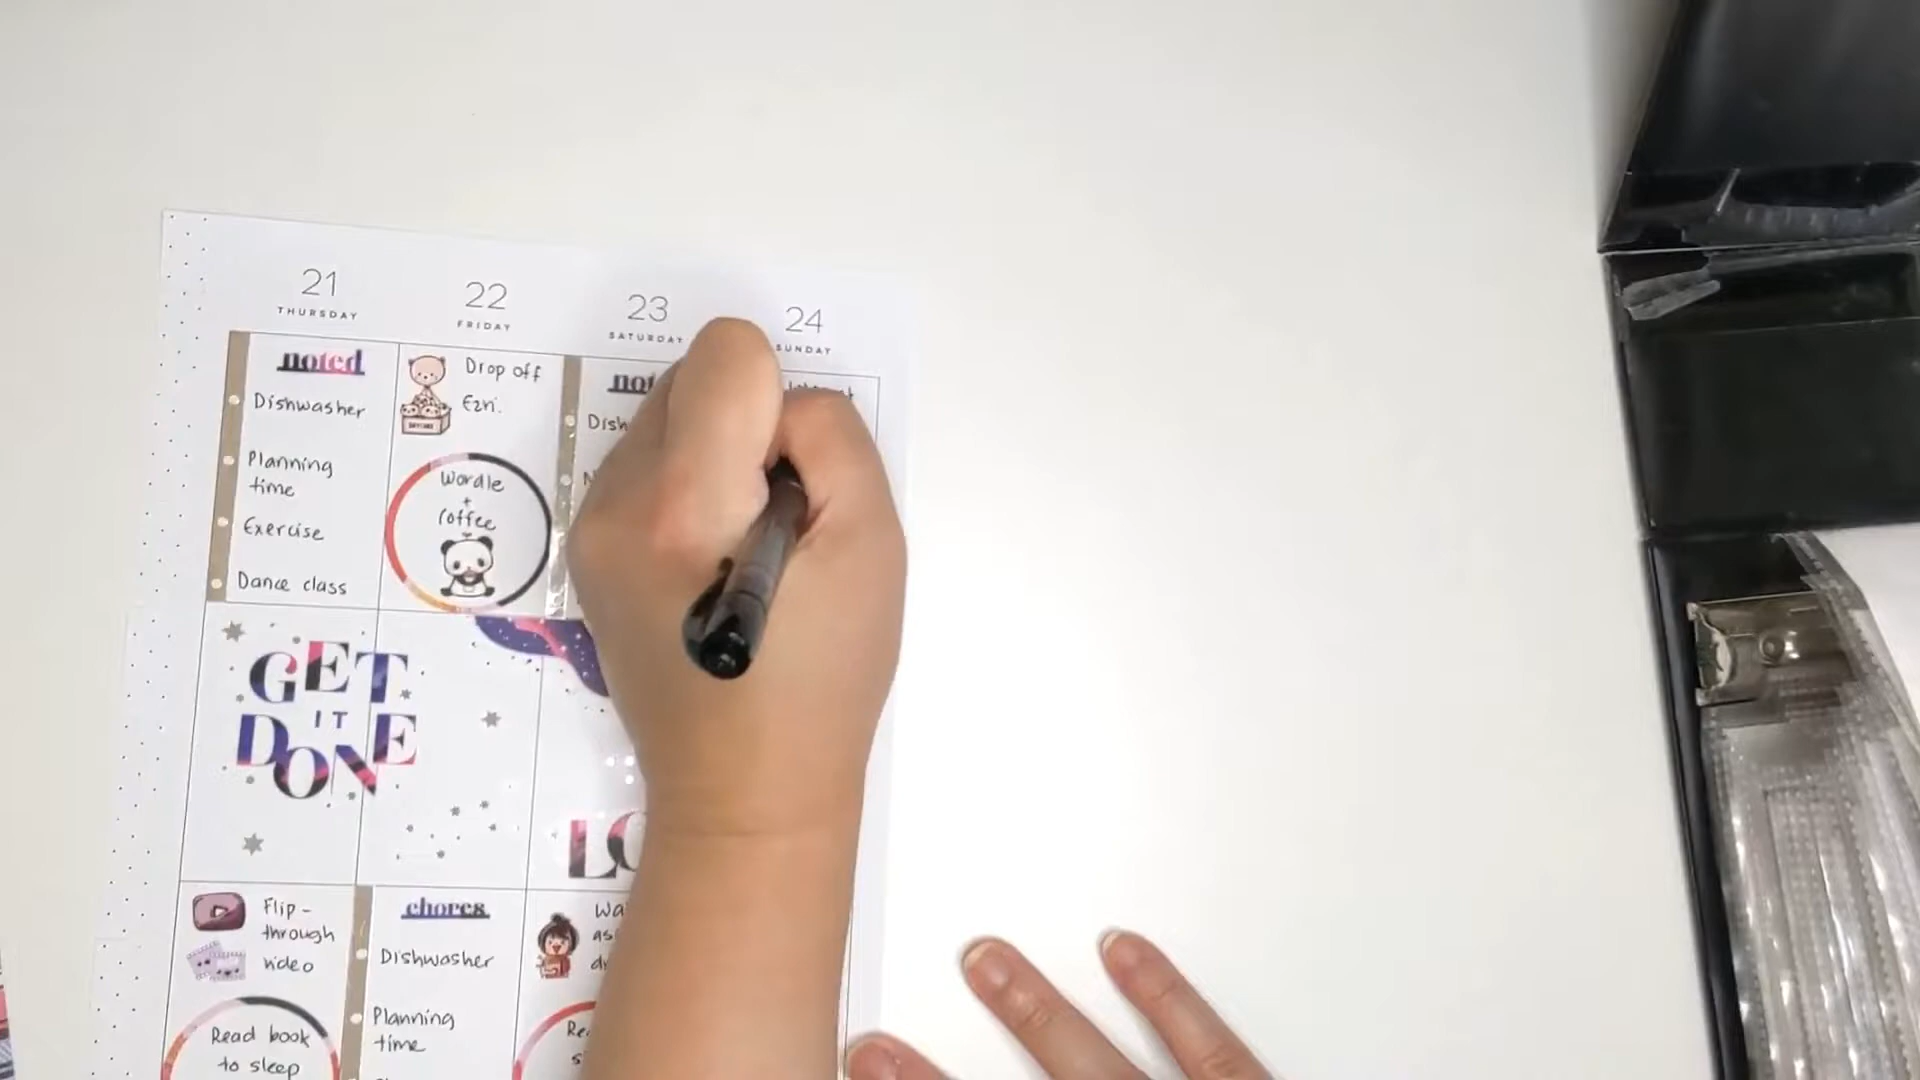 21
THURSDAY
22
FRIDAY
23
SATURDAY
24
SUNDAY
noted
Dishwasher
Planning
time
Exercise
Dance class
Drop off
Ezri.
DAYCARE
Wordle
+
Coffee
GET
IT
DONE
Flip-
through
video
Read book
to sleep
chores
Dishwasher
Planning
time